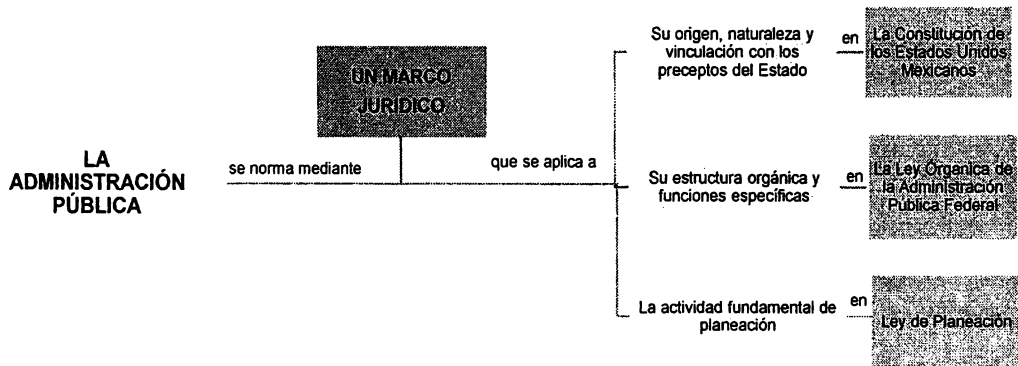 LA
ADMINISTRACIÓN
PÚBLICA
se norma mediante
UN MARCO
JURIDICO
que se aplica a
Su origen, naturaleza y
vinculación con los
preceptos del Estado
en
La Constitución de
los Estados Unidos
Mexicanos
Su estructura orgánica y
funciones específicas
en
La Ley Organica de
la Administración
Publica Federal
La actividad fundamental de
planeación
en
Ley de Planeación